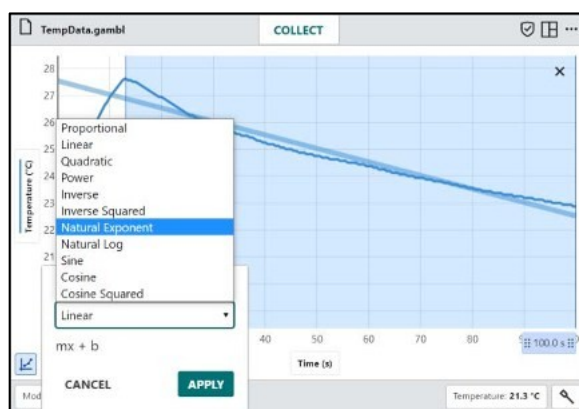 TempData.gambl
COLLECT
28
27
26
25
24
23
22
21
Temperature (°C)
Proportional
Linear
Quadratic
Power
Inverse
Inverse Squared
Natural Exponent
Natural Log
Sine
Cosine
Cosine Squared
Linear
mx + b
CANCEL
APPLY
40 50 60 70 80
100.0 s
Time (s)
Temperature: 21.3 °C